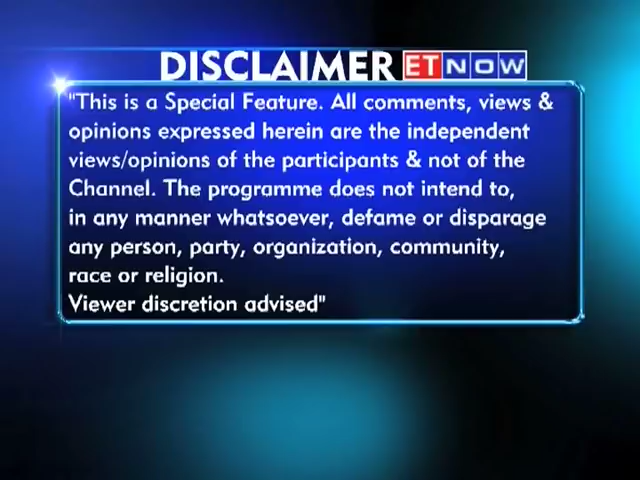 DISCLAIMER ET NOW
"This is a Special Feature. All comments, views &
opinions expressed herein are the independent
views/opinions of the participants & not of the
Channel. The programme does not intend to,
in any manner whatsoever, defame or disparage
any person, party, organization, community,
race or religion.
Viewer discretion advised"